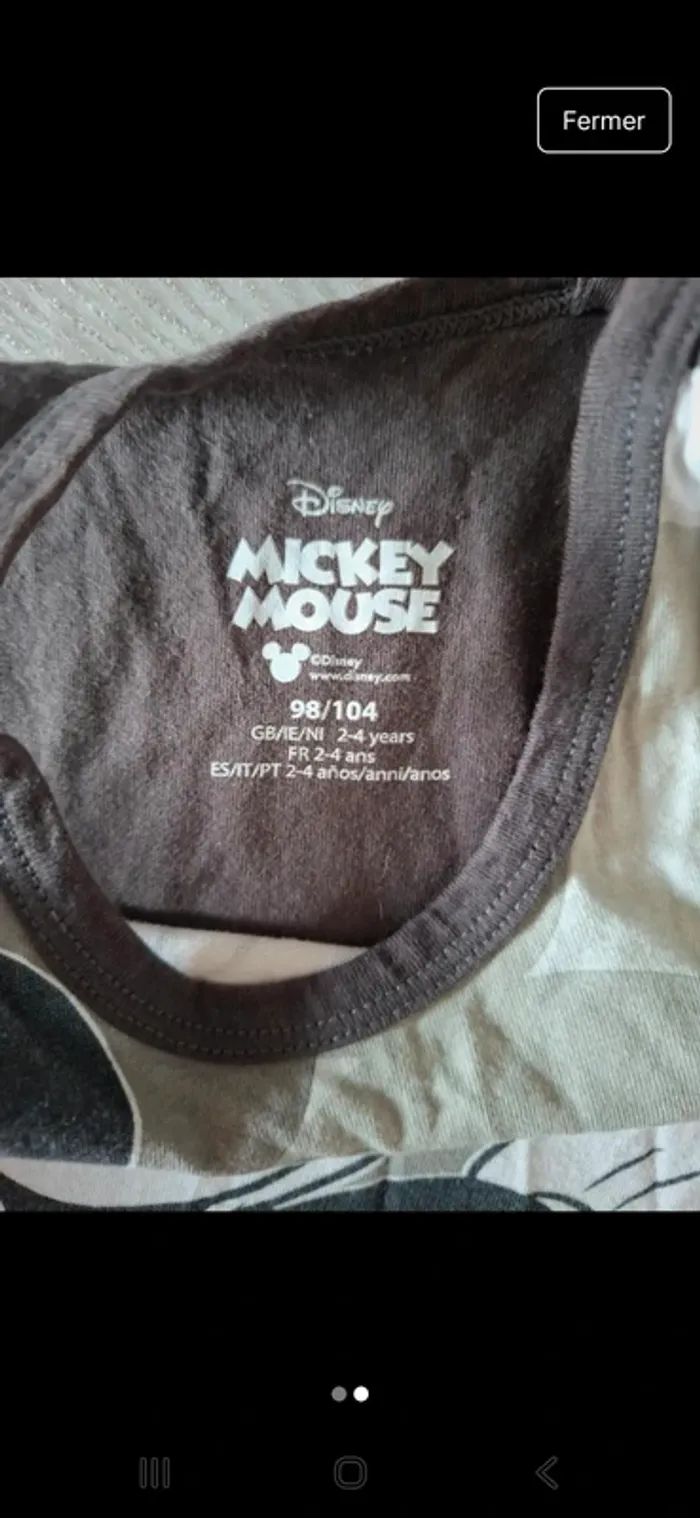 Fermer
Disney
MICKEY
MOUSE
©Disney
www.disney.com
98/104
GB/IE/NI 2-4 years
FR 2-4 ans
ES/IT/PT 2-4 años/anni/anos